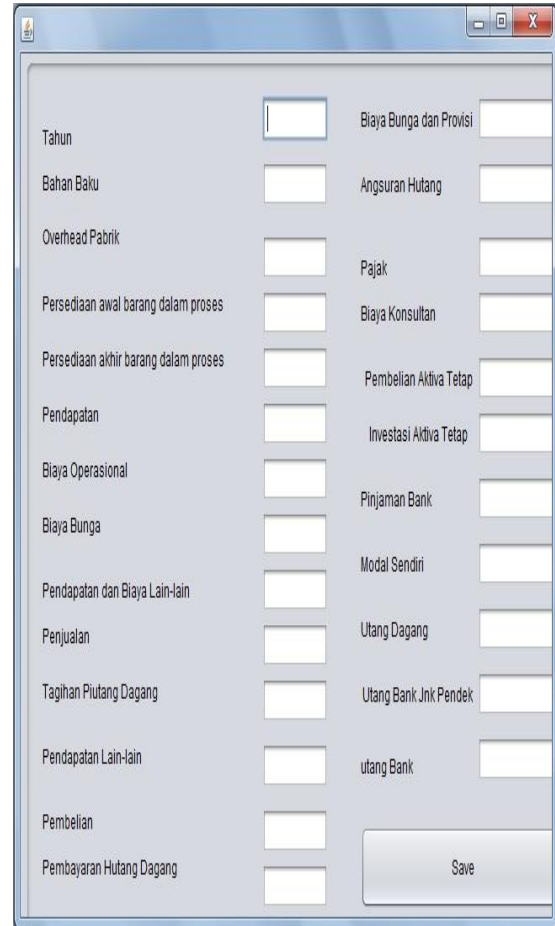 Tahun
Bahan Baku
Overhead Pabrik
Persediaan awal barang dalam proses
Persediaan akhir barang dalam proses
Pendapatan
Biaya Operasional
Biaya Bunga
Pendapatan dan Biaya Lain-lain
Penjualan
Tagihan Piutang Dagang
Pendapatan Lain-lain
Pembelian
Pembayaran Hutang Dagang
Biaya Bunga dan Provisi
Angsuran Hutang
Pajak
Biaya Konsultan
Pembelian Aktiva Tetap
Investasi Aktiva Tetap
Pinjaman Bank
Modal Sendiri
Utang Dagang
Utang Bank Jnk Pendek
utang Bank
Save